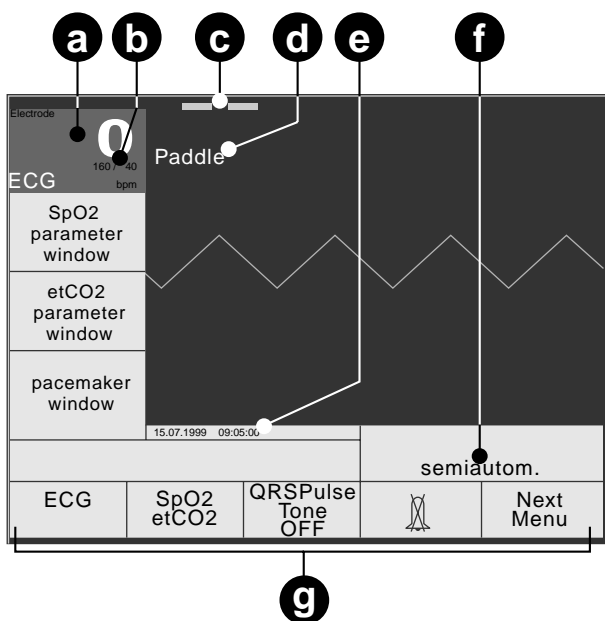 a b c d e f
Electrode
0
160 / 40
ECG bpm
Paddle
SpO2
parameter
window
etCO2
parameter
window
pacemaker
window
15.07.1999 09:05:00
semiautom.
ECG
SpO2
etCO2
QRSPulse
Tone
OFF
Next
Menu
g